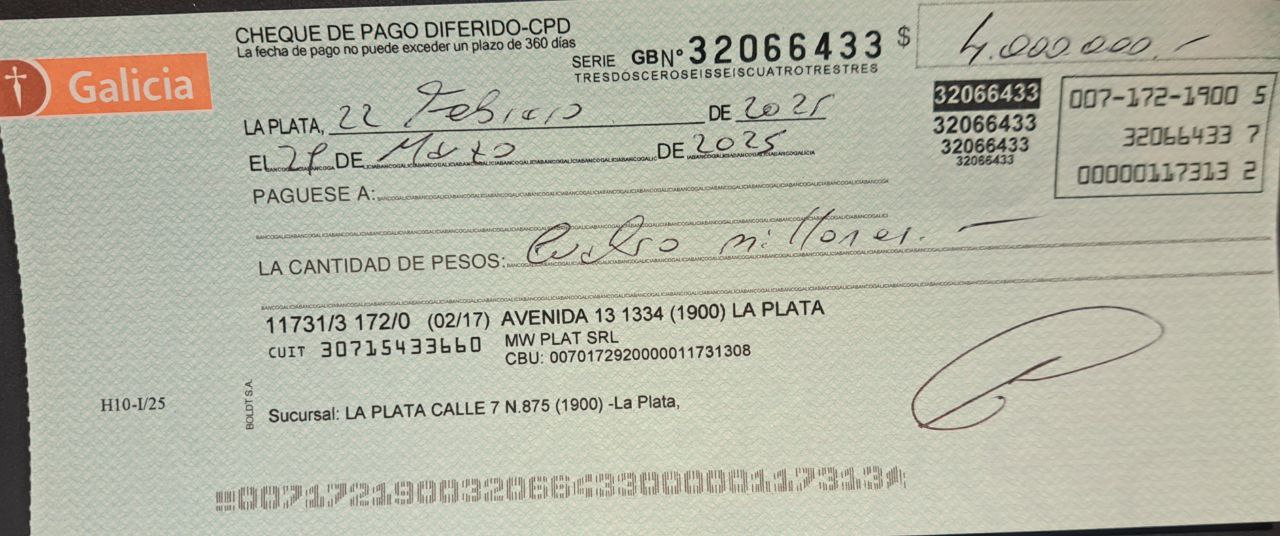 CHEQUE DE PAGO DIFERIDO-CPD
La fecha de pago no puede exceder un plazo de 360 días
SERIE GB Nº 32066433 $ 4.000.000.-
TRESDOSCEROSEISSEISCUATROTRESTRES
Galicia
32066433
32066433
32066433
32066433
007-172-1900 5
32066433 7
00000117313 2
LA PLATA, 22 Febrero DE 2025
EL DE Marzo DE 2025
PAGUESE A:
LA CANTIDAD DE PESOS: Cuatro millones.-
11731/3 172/0 (02/17) AVENIDA 13 1334 (1900) LA PLATA
CUIT 30715433660 MW PLAT SRL
CBU: 0070172920000011731308
H10-I/25
BOLDT S.A.
Sucursal: LA PLATA CALLE 7 N.875 (1900) -La Plata,
00717219003206643300000117313